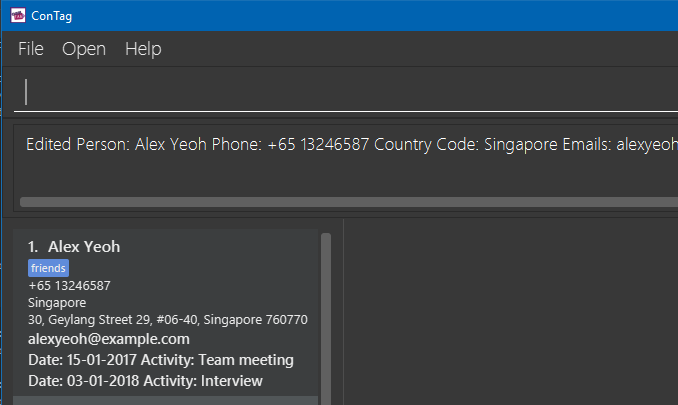 ConTag
File Open Help
Edited Person: Alex Yeoh Phone: +65 13246587 Country Code: Singapore Emails: alexyeoh
1. Alex Yeoh
friends
+65 13246587
Singapore
30, Geylang Street 29, #06-40, Singapore 760770
alexyeoh@example.com
Date: 15-01-2017 Activity: Team meeting
Date: 03-01-2018 Activity: Interview